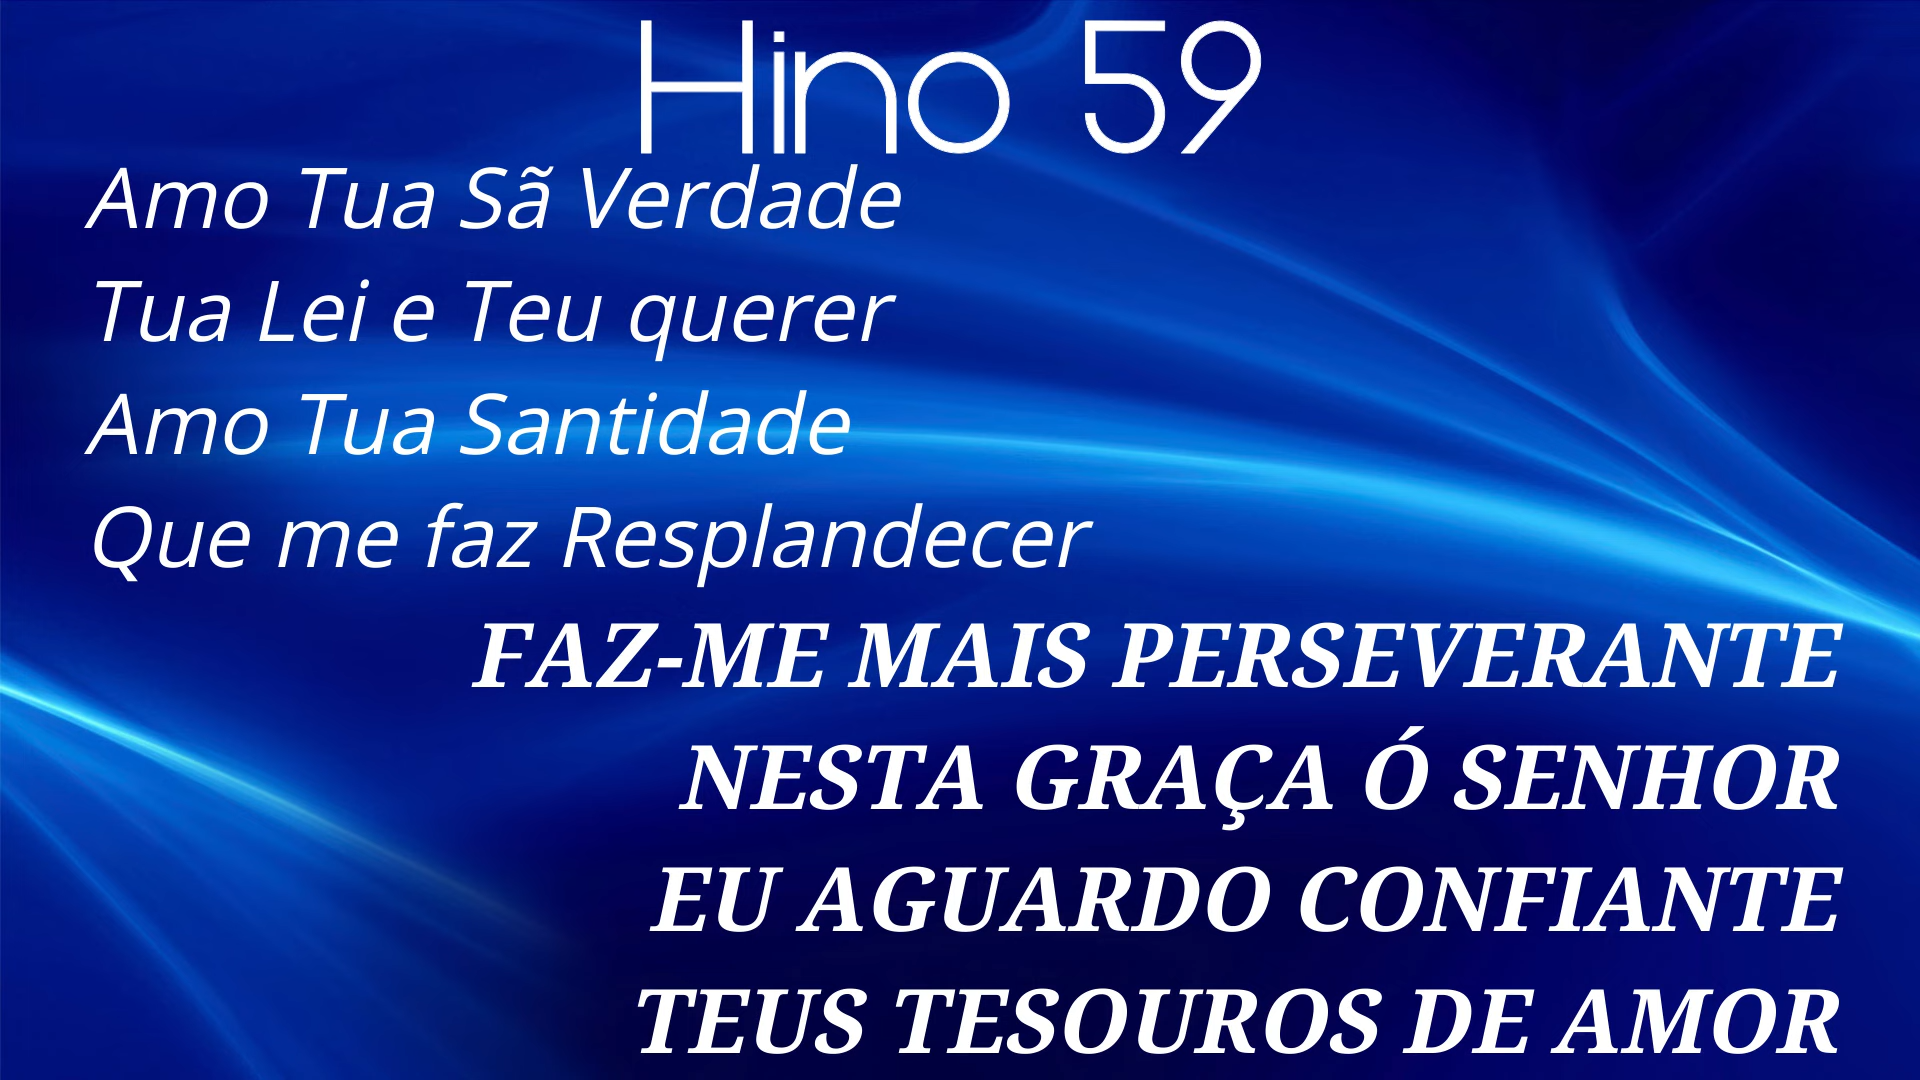 Hino 59
Amo Tua Sã Verdade
Tua Lei e Teu querer
Amo Tua Santidade
Que me faz Resplandecer
FAZ-ME MAIS PERSEVERANTE
NESTA GRAÇA Ó SENHOR
EU AGUARDO CONFIANTE
TEUS TESOUROS DE AMOR